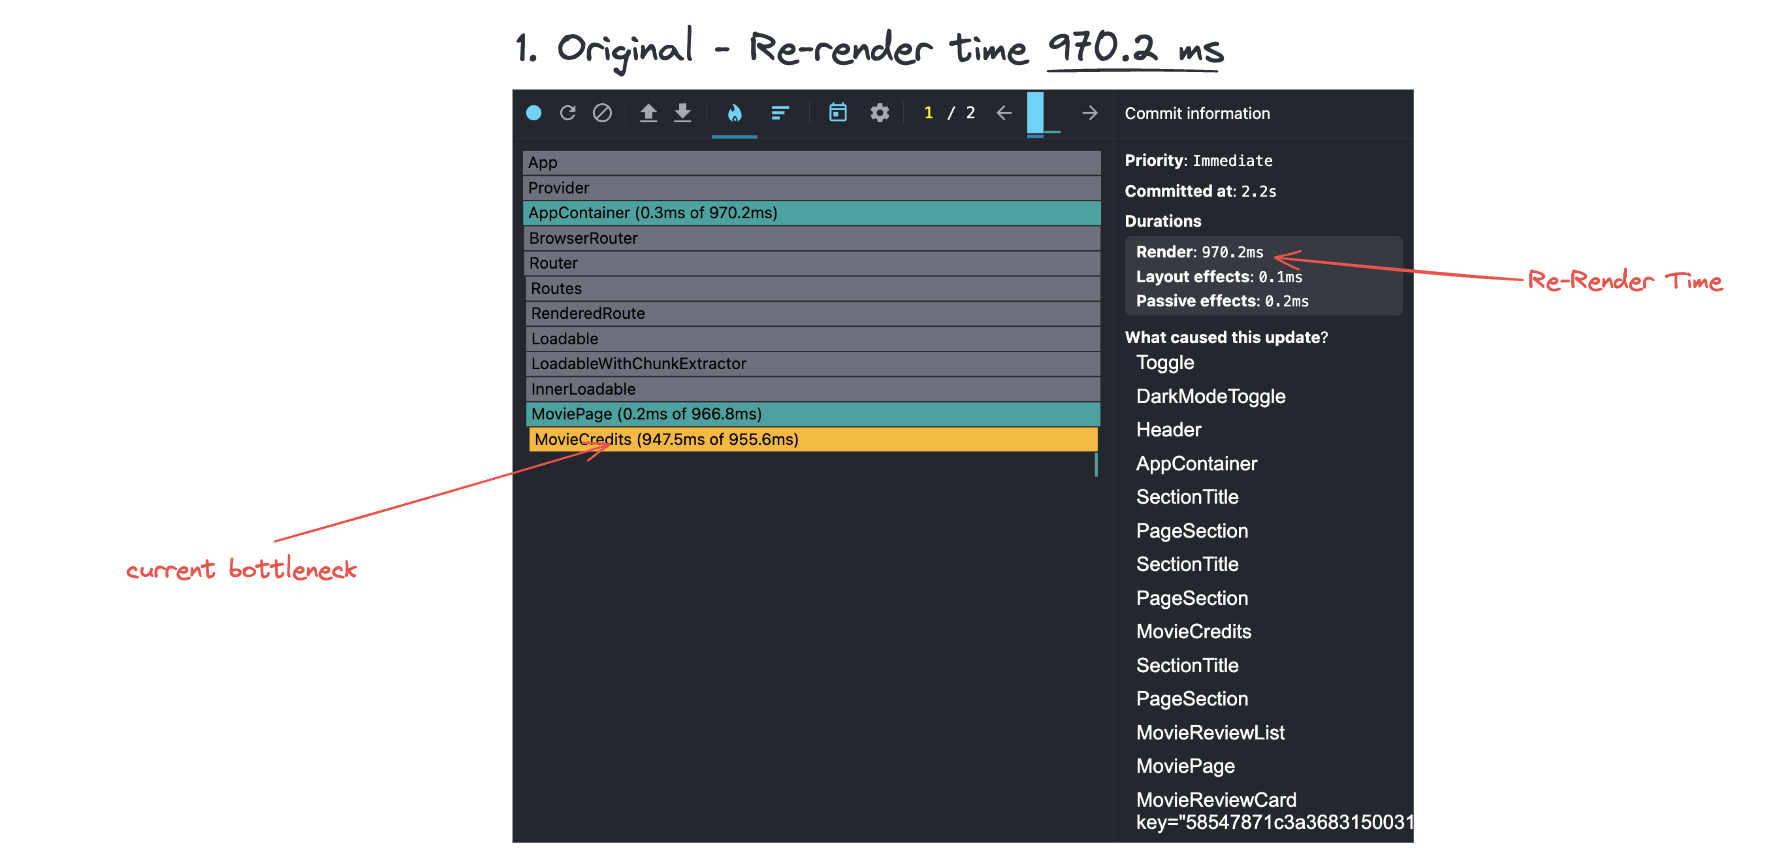 1. Original - Re-render time 970.2 ms
1 / 2
Commit information
App
Provider
AppContainer (0.3ms of 970.2ms)
BrowserRouter
Router
Routes
RenderedRoute
Loadable
LoadableWithChunkExtractor
InnerLoadable
MoviePage (0.2ms of 966.8ms)
MovieCredits (947.5ms of 955.6ms)
current bottleneck
Priority: Immediate
Committed at: 2.2s
Durations
Render: 970.2ms
Layout effects: 0.1ms
Passive effects: 0.2ms
Re-Render Time
What caused this update?
Toggle
DarkModeToggle
Header
AppContainer
SectionTitle
PageSection
SectionTitle
PageSection
MovieCredits
SectionTitle
PageSection
MovieReviewList
MoviePage
MovieReviewCard
key="58547871c3a3683150031